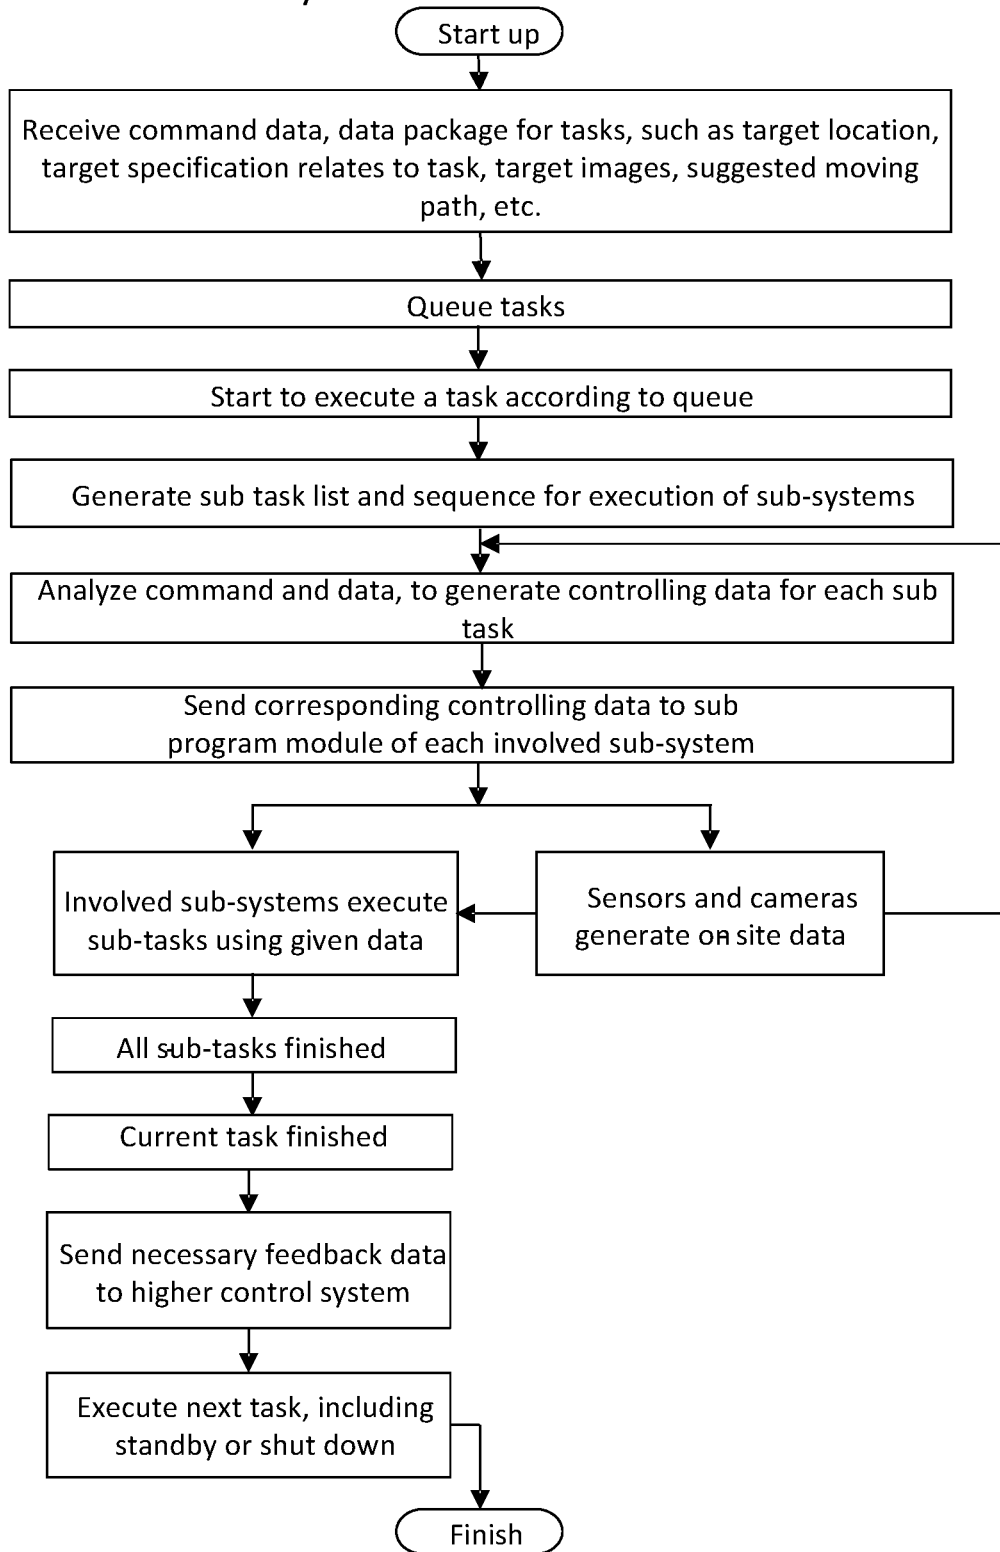 Start up
Receive command data, data package for tasks, such as target location,
target specification relates to task, target images, suggested moving
path, etc.
Queue tasks
Start to execute a task according to queue
Generate sub task list and sequence for execution of sub-systems
Analyze command and data, to generate controlling data for each sub
task
Send corresponding controlling data to sub
program module of each involved sub-system
Involved sub-systems execute
sub-tasks using given data
Sensors and cameras
generate on site data
All sub-tasks finished
Current task finished
Send necessary feedback data
to higher control system
Execute next task, including
standby or shut down
Finish